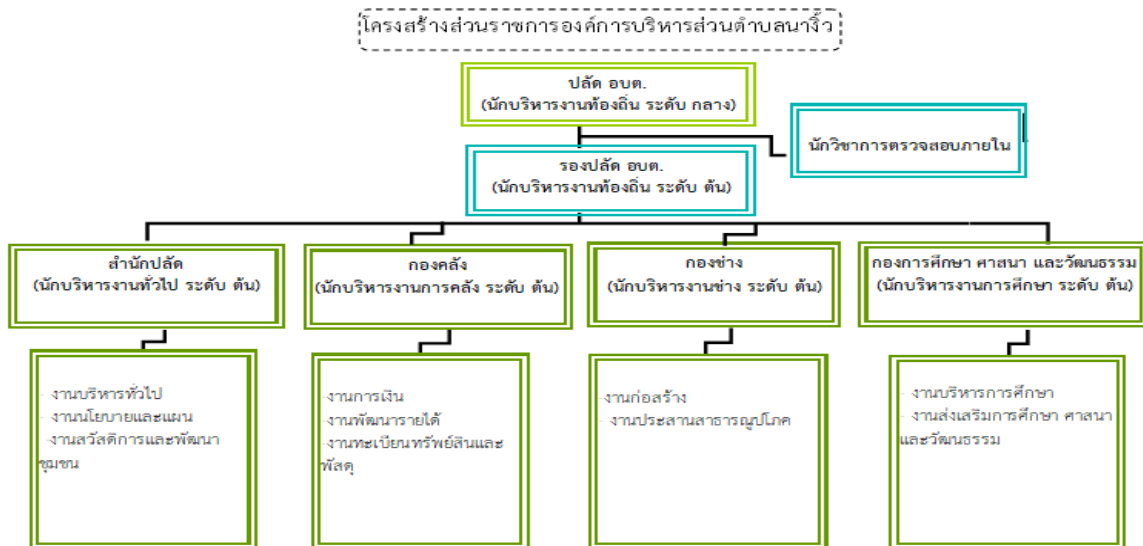 โครงสร้างส่วนราชการองค์การบริหารส่วนตำบลนางิ้ว
ปลัด อบต.
(นักบริหารงานท้องถิ่น ระดับ กลาง)
นักวิชาการตรวจสอบภายใน
รองปลัด อบต.
(นักบริหารงานท้องถิ่น ระดับ ต้น)
สำนักปลัด
(นักบริหารงานทั่วไป ระดับ ต้น)
กองคลัง
(นักบริหารงานการคลัง ระดับ ต้น)
กองช่าง
(นักบริหารงานช่าง ระดับ ต้น)
กองการศึกษา ศาสนา และวัฒนธรรม
(นักบริหารงานการศึกษา ระดับ ต้น)
- งานบริหารทั่วไป
- งานนโยบายและแผน
- งานสวัสดิการและพัฒนา
ชุมชน
- งานการเงิน
- งานพัฒนารายได้
- งานทะเบียนทรัพย์สินและ
พัสดุ
- งานก่อสร้าง
- งานประสานสาธารณูปโภค
- งานบริหารการศึกษา
- งานส่งเสริมการศึกษา ศาสนา
และวัฒนธรรม